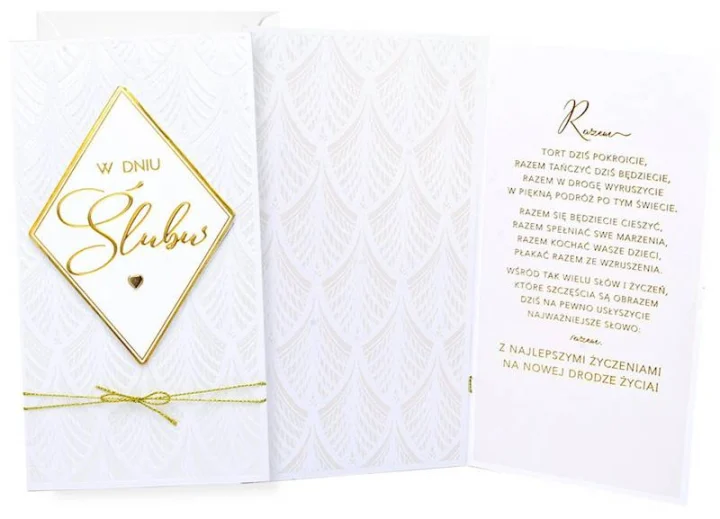 W DNIU
Ślubu
Razem
TORT DZIŚ POKROICIE,
RAZEM TAŃCZYĆ DZIŚ BĘDZIECIE,
RAZEM W DROGĘ WYRUSZYCIE
W PIĘKNĄ PODRÓŻ PO TYM ŚWIECIE.
RAZEM SIĘ BĘDZIECIE CIESZYĆ,
RAZEM SPEŁNIAĆ SWE MARZENIA,
RAZEM KOCHAĆ WASZE DZIECI,
PŁAKAĆ RAZEM ZE WZRUSZENIA.
WŚRÓD TAK WIELU SŁÓW I ŻYCZEŃ,
KTÓRE SZCZĘŚCIA SĄ OBRAZEM
DZIŚ NA PEWNO USŁYSZYCIE
NAJWAŻNIEJSZE SŁOWO:
razem.
Z NAJLEPSZYMI ŻYCZENIAMI
NA NOWEJ DRODZE ŻYCIA!